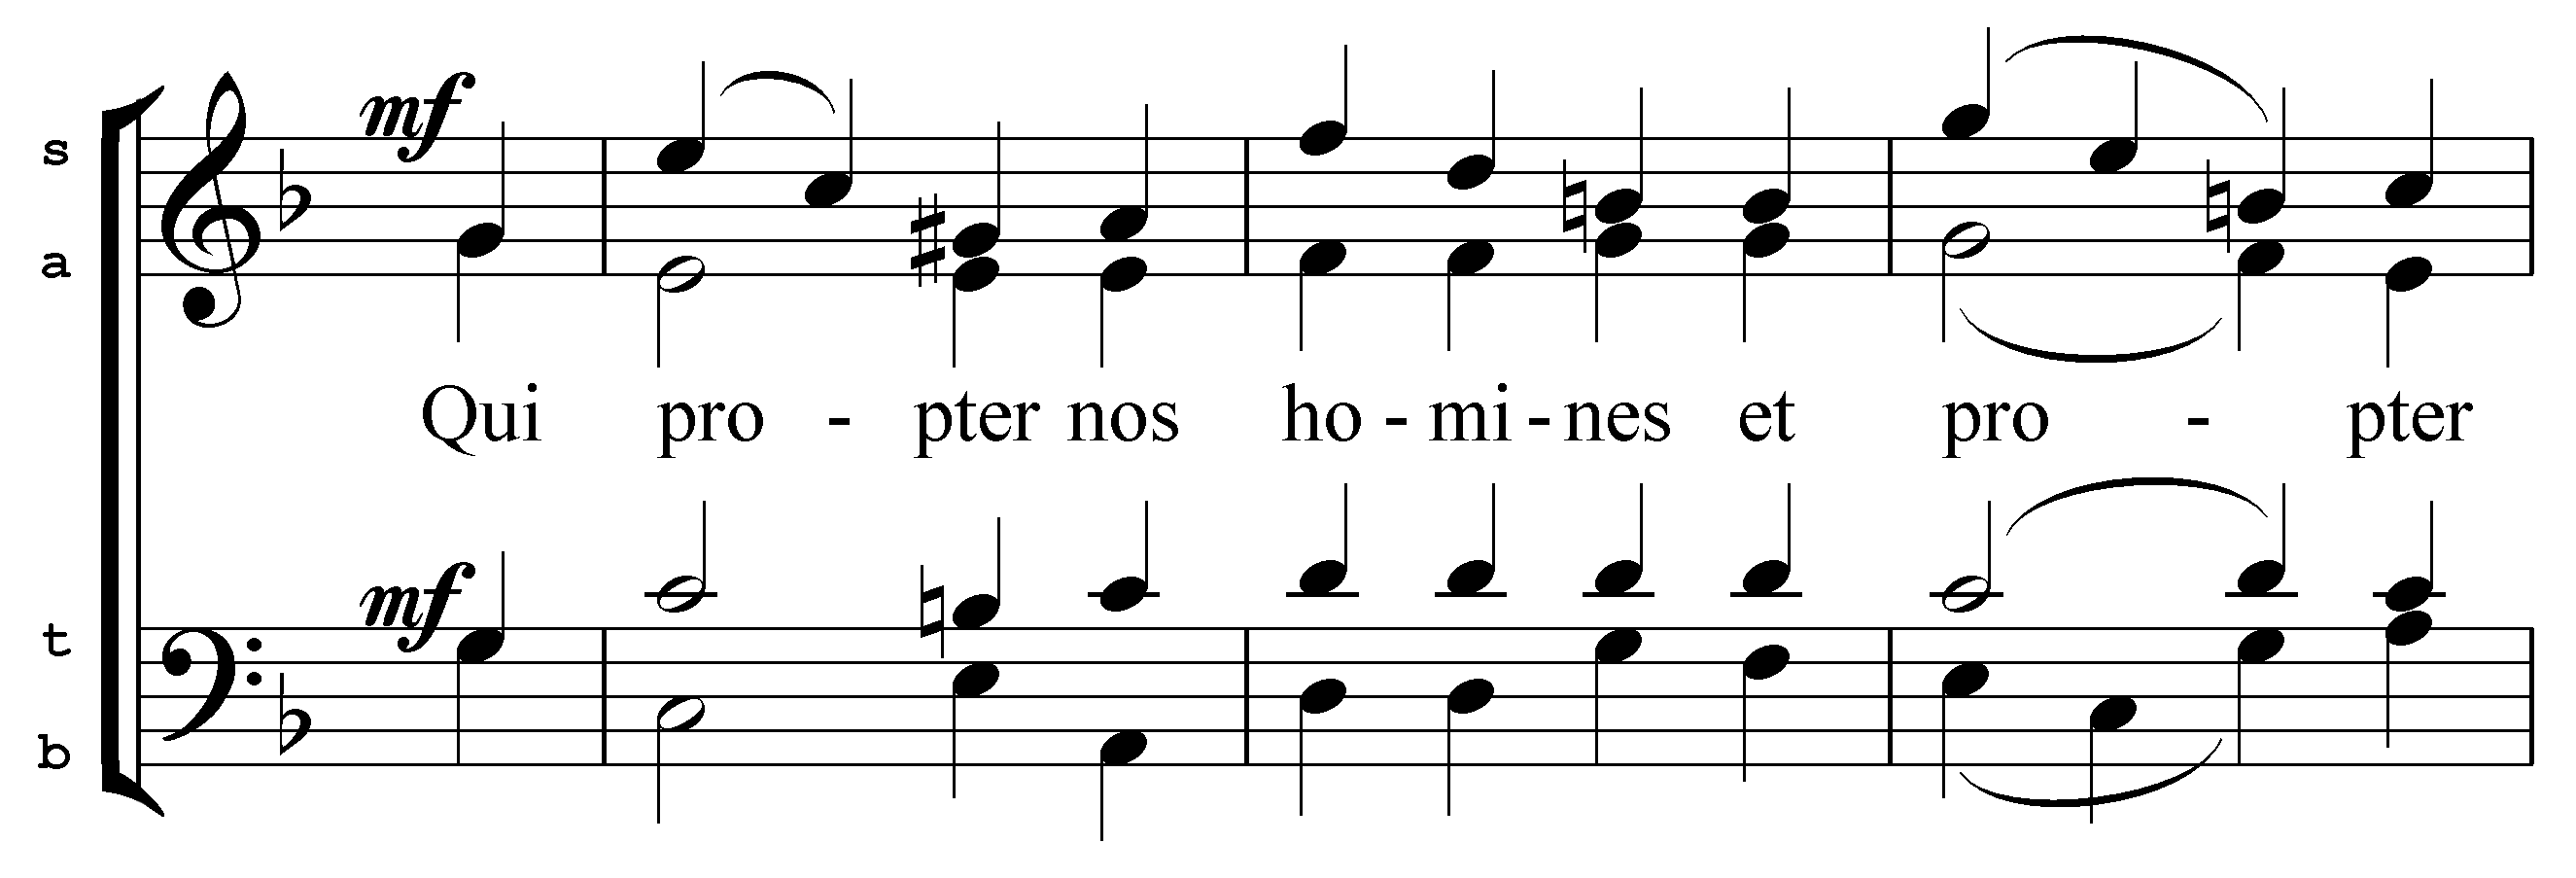 mf
s
a
Qui pro - pter nos ho - mi - nes et pro - pter
mf
t
b